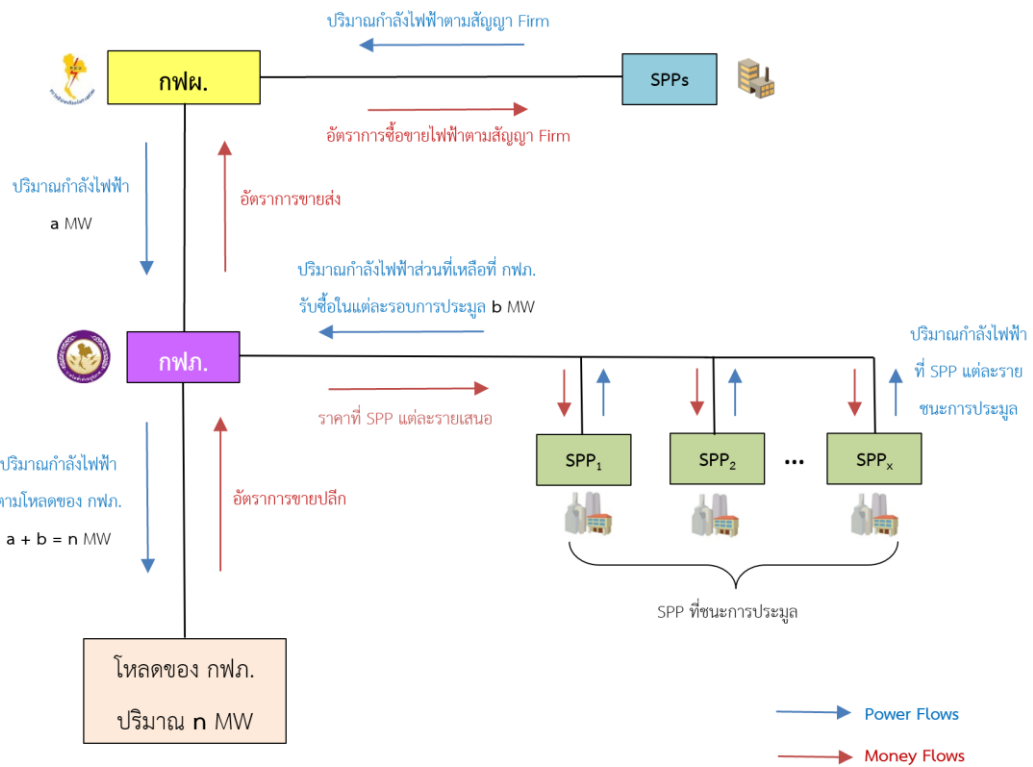 ปริมาณกำลังไฟฟ้าตามสัญญา Firm
กฟผ.
SPPs
อัตราการซื้อขายไฟฟ้าตามสัญญา Firm
ปริมาณกำลังไฟฟ้า
a MW
อัตราการขายส่ง
ปริมาณกำลังไฟฟ้าส่วนที่เหลือที่ กฟภ.
รับซื้อในแต่ละรอบการประมูล b MW
กฟภ.
ราคาที่ SPP แต่ละรายเสนอ
ปริมาณกำลังไฟฟ้า
ที่ SPP แต่ละราย
ชนะการประมูล
SPP1
SPP2
...
SPPx
SPP ที่ชนะการประมูล
ปริมาณกำลังไฟฟ้า
ตามโหลดของ กฟภ.
a + b = n MW
อัตราการขายปลีก
โหลดของ กฟภ.
ปริมาณ n MW
Power Flows
Money Flows